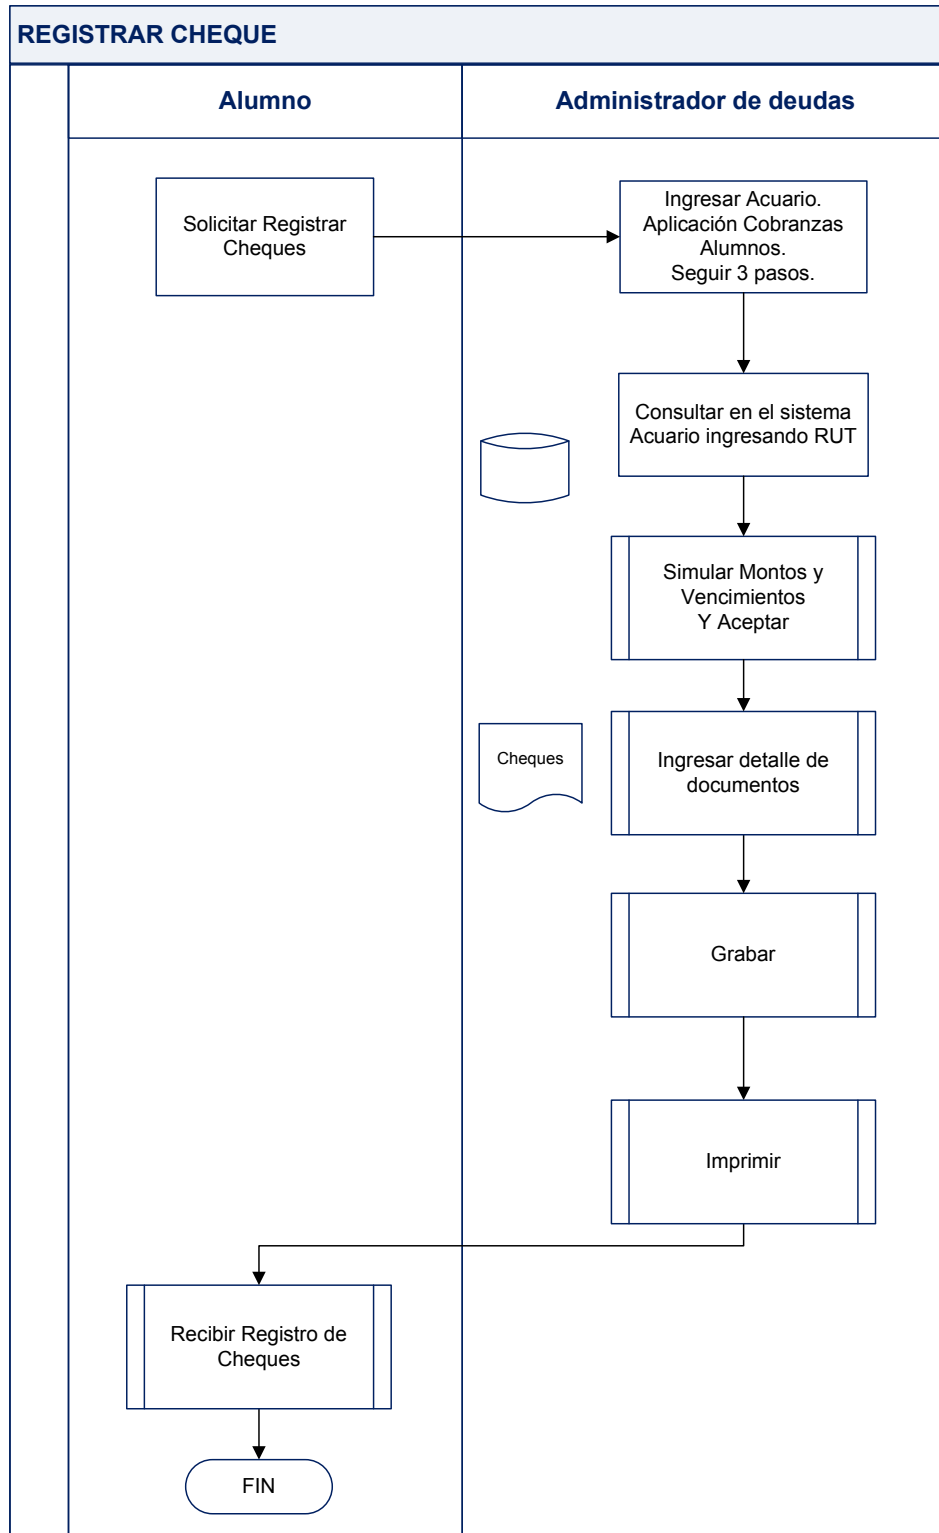 REGISTRAR CHEQUE
Alumno
Administrador de deudas
Solicitar Registrar
Cheques
Ingresar Acuario.
Aplicación Cobranzas
Alumnos.
Seguir 3 pasos.
Consultar en el sistema
Acuario ingresando RUT
Simular Montos y
Vencimientos
Y Aceptar
Cheques
Ingresar detalle de
documentos
Grabar
Imprimir
Recibir Registro de
Cheques
FIN